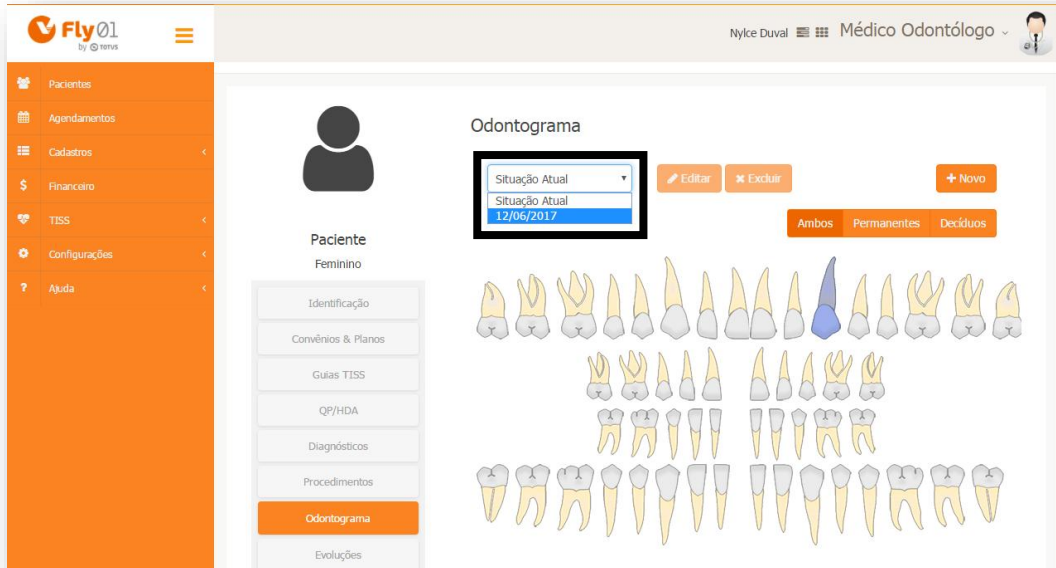 Fly01
by TOTVS
Nylce Duval
Médico Odontólogo
Pacientes
Agendamentos
Cadastros
Financeiro
TISS
Configurações
Ajuda
Paciente
Feminino
Identificação
Convênios & Planos
Guias TISS
QP/HDA
Diagnósticos
Procedimentos
Odontograma
Evoluções
Odontograma
Situação Atual
Situação Atual
12/06/2017
Editar
Excluir
+ Novo
Ambos Permanentes Decíduos